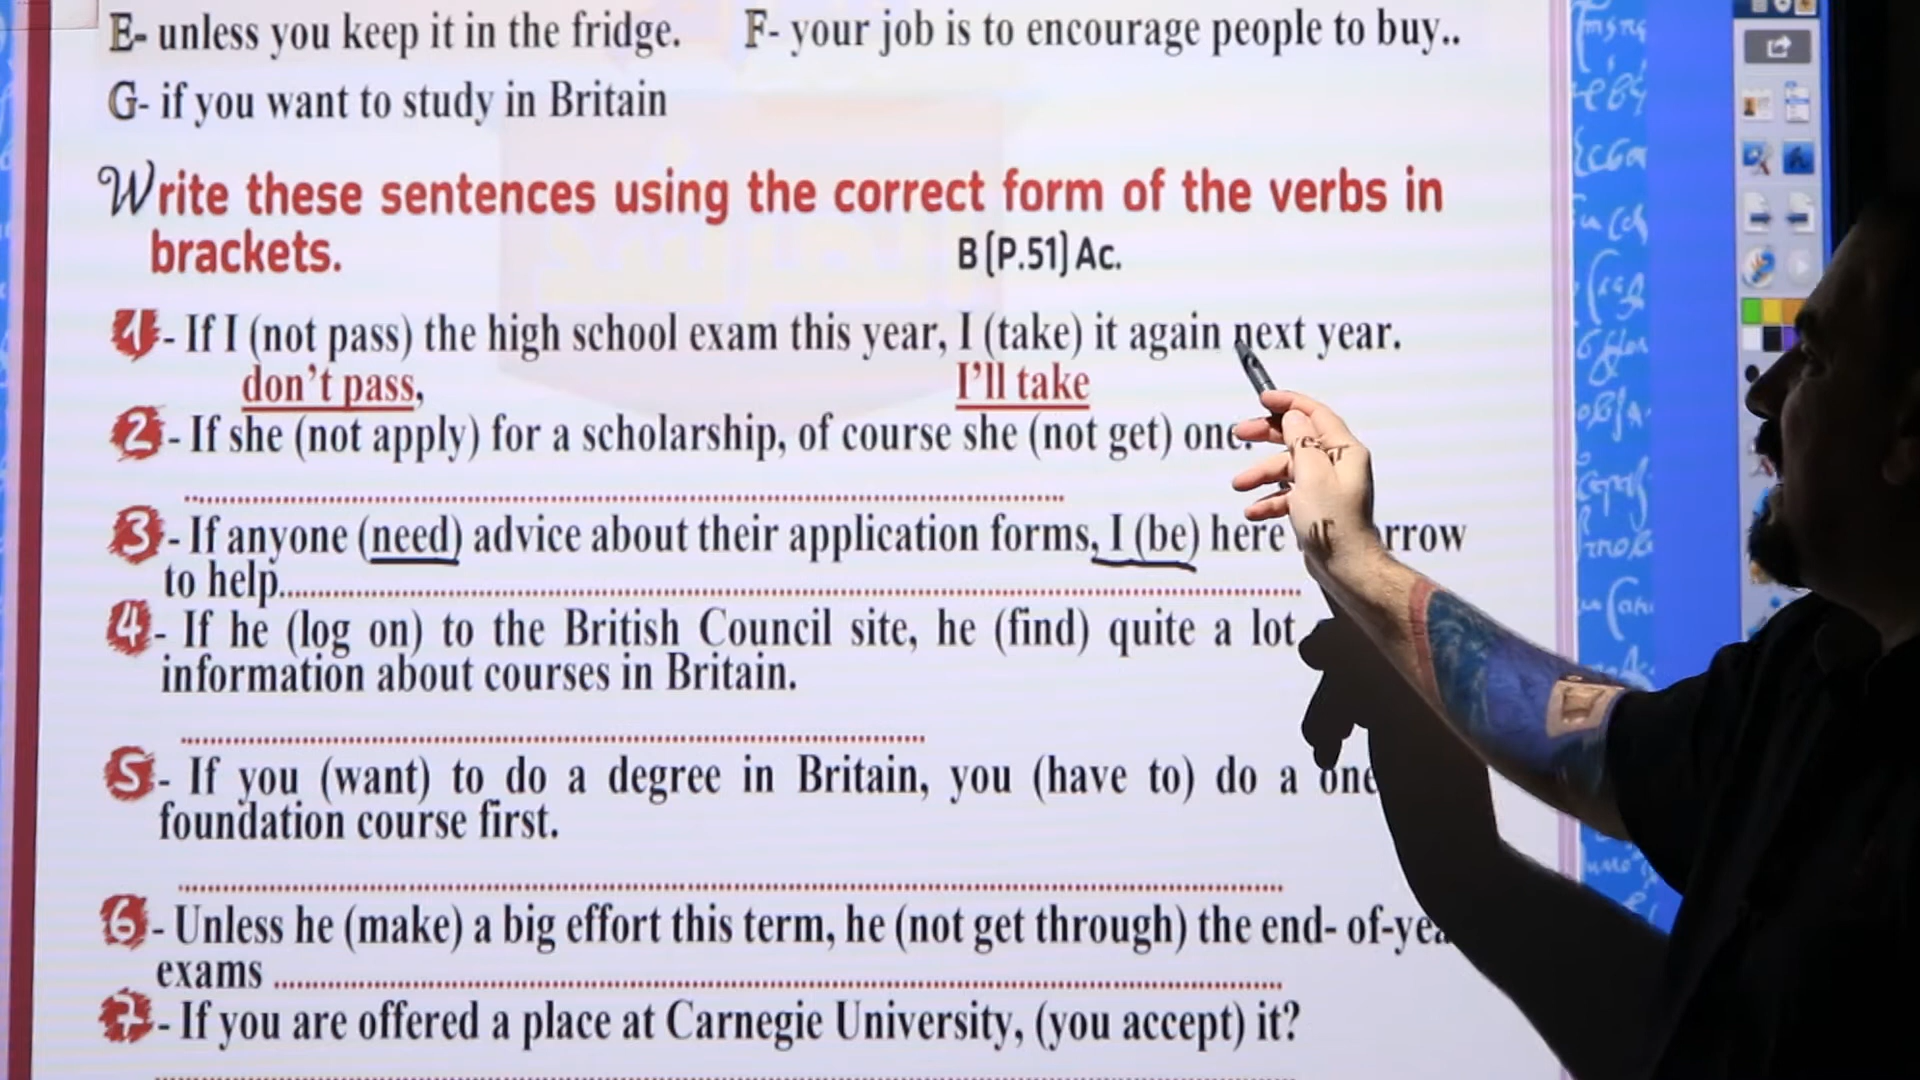 E- unless you keep it in the fridge. F- your job is to encourage people to buy..
G- if you want to study in Britain
Write these sentences using the correct form of the verbs in
brackets. B (P.51) Ac.
1- If I (not pass) the high school exam this year, I (take) it again next year.
don't pass, I'll take
2- If she (not apply) for a scholarship, of course she (not get) one.
3- If anyone (need) advice about their application forms, I (be) here
to help.
4- If he (log on) to the British Council site, he (find) quite a lot
information about courses in Britain.
5- If you (want) to do a degree in Britain, you (have to) do a one
foundation course first.
6- Unless he (make) a big effort this term, he (not get through) the end- of-
exams
7- If you are offered a place at Carnegie University, (you accept) it?